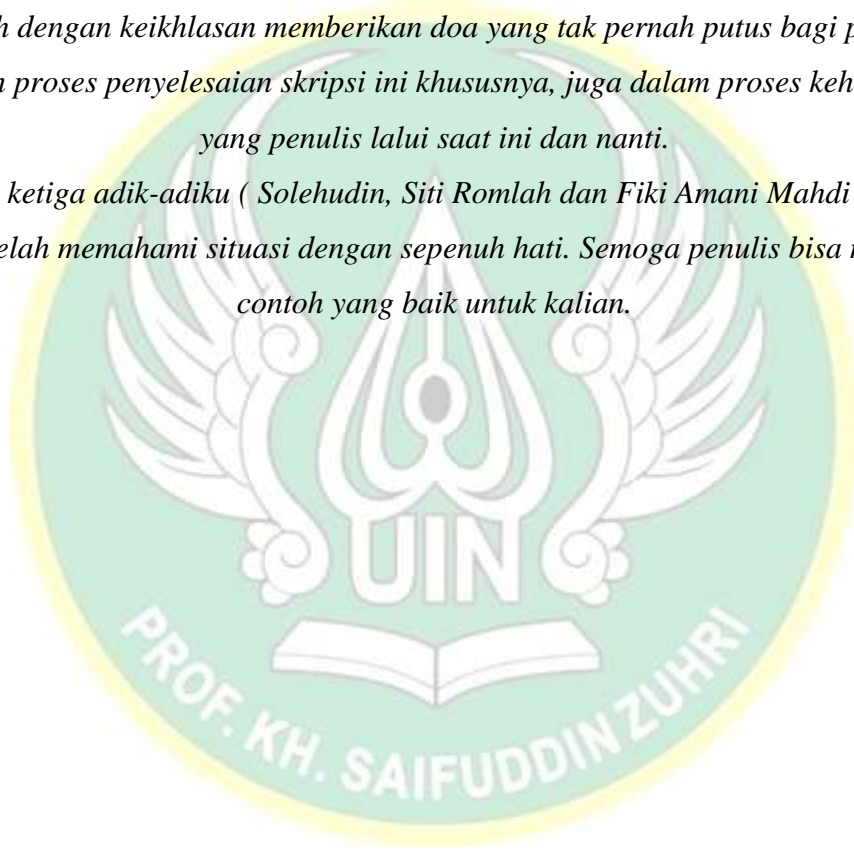 h dengan keikhlasan memberikan doa yang tak pernah putus bagi p
n proses penyelesaian skripsi ini khususnya, juga dalam proses keh
yang penulis lalui saat ini dan nanti.
ketiga adik-adiku ( Solehudin, Siti Romlah dan Fiki Amani Mahdi
elah memahami situasi dengan sepenuh hati. Semoga penulis bisa
contoh yang baik untuk kalian.
UIN
PROF. KH. SAIFUDDIN ZUHRI